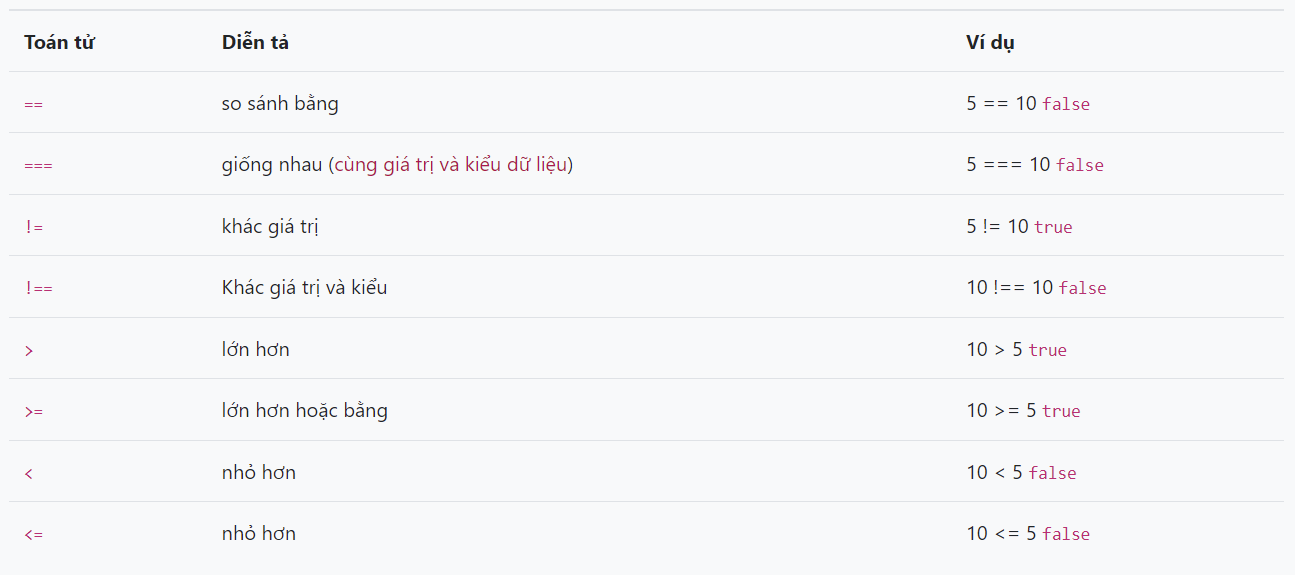 Toán tử Diễn tả Ví dụ
== so sánh bằng 5 == 10 false
=== giống nhau (cùng giá trị và kiểu dữ liệu) 5 === 10 false
!= khác giá trị 5 != 10 true
!== Khác giá trị và kiểu 10 !== 10 false
> lớn hơn 10 > 5 true
>= lớn hơn hoặc bằng 10 >= 5 true
< nhỏ hơn 10 < 5 false
<= nhỏ hơn 10 <= 5 false